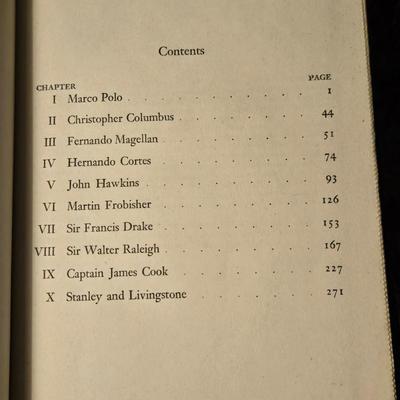 Contents
CHAPTER PAGE
I Marco Polo . . . . . . . . 1
II Christopher Columbus . . . . . . 44
III Fernando Magellan . . . . . . . 51
IV Hernando Cortes . . . . . . . 74
V John Hawkins . . . . . . . 93
VI Martin Frobisher . . . . . . . 126
VII Sir Francis Drake . . . . . . . 153
VIII Sir Walter Raleigh . . . . . . . 167
IX Captain James Cook . . . . . . 227
X Stanley and Livingstone . . . . . 271